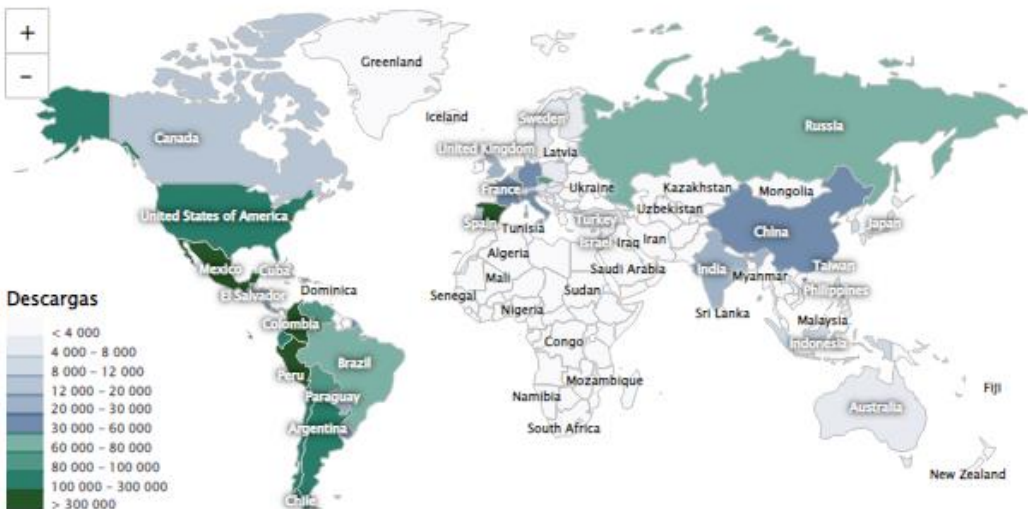 +
−
Greenland
Iceland
Canada
Sweden
Russia
United Kingdom
Latvia
France
Ukraine
Kazakhstan
Mongolia
United States of America
Spain
Uzbekistan
Turkey
Tunisia
Israel
Iraq
Iran
China
Japan
Algeria
Mexico
Cuba
Saudi Arabia
India
Myanmar
Taiwan
Mali
El Salvador
Dominica
Senegal
Sudan
Philippines
Nigeria
Sri Lanka
Malaysia
Colombia
Congo
Indonesia
Brazil
Peru
Mozambique
Fiji
Paraguay
Namibia
Australia
Argentina
South Africa
New Zealand
Chile
Descargas
< 4 000
4 000 – 8 000
8 000 – 12 000
12 000 – 20 000
20 000 – 30 000
30 000 – 60 000
60 000 – 80 000
80 000 – 100 000
100 000 – 300 000
> 300 000